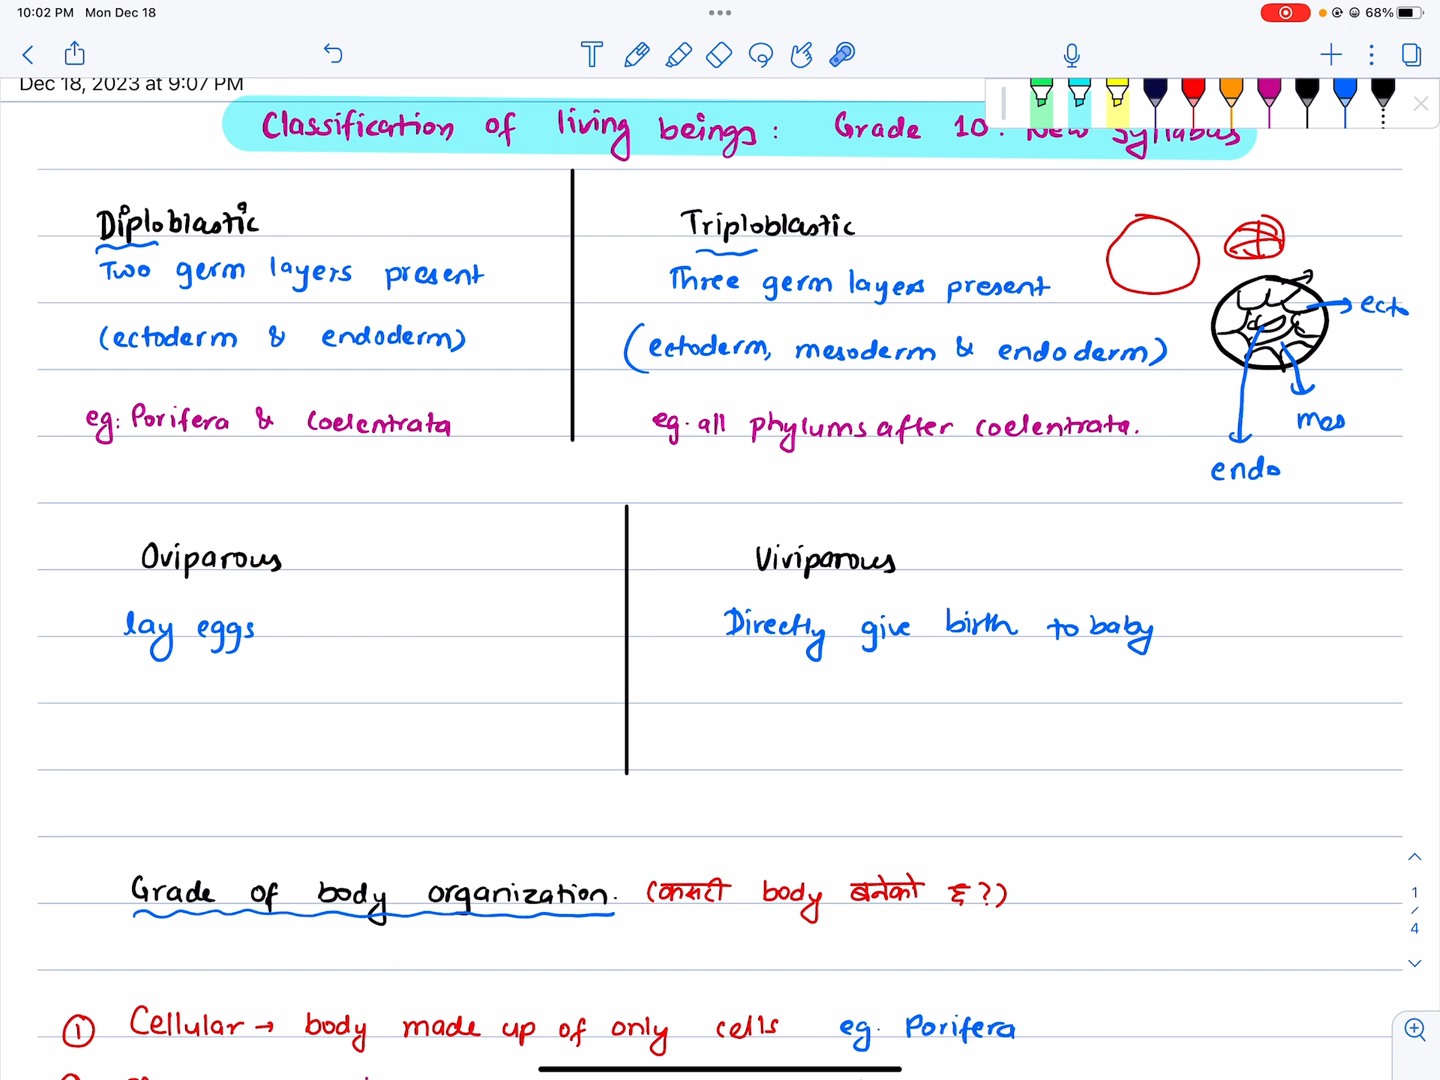 10:02 PM Mon Dec 18
68%
Dec 18, 2023 at 9:07 PM
Classification of living beings: Grade 10. New Syllabus
Diploblastic
Two germ layers present
(ectoderm & endoderm)
eg: Porifera & Coelentrata
Triploblastic
Three germ layers present
(ectoderm, mesoderm & endoderm)
eg. all phylums after coelentrata.
ecto
mes
endo
Oviparous
lay eggs
Viviparous
Directly give birth to baby
Grade of body organization. (कसरी body बनेको छ?)
1
/
4
① Cellular → body made up of only cells eg. Porifera